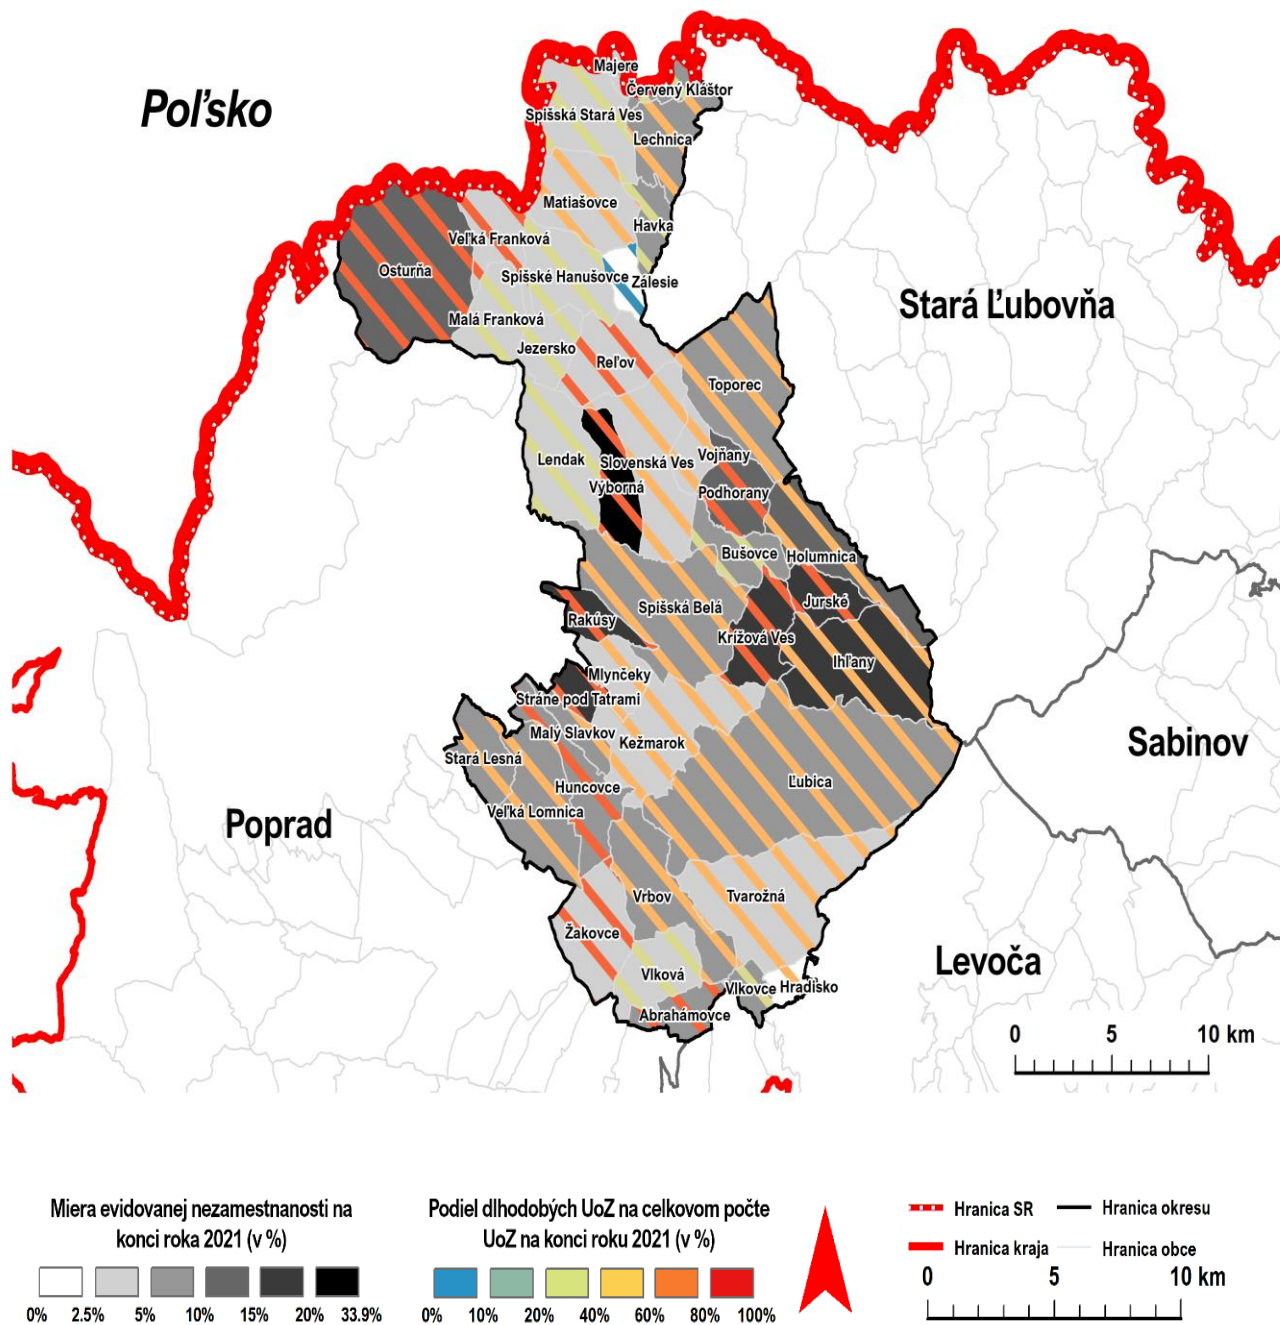 Majere
Poľsko
Červený Kláštor
Spišská Stará Ves
Lechnica
Matiašovce
Havka
Veľká Franková
Osturňa
Spišské Hanušovce
Zálesie
Stará Ľubovňa
Malá Franková
Jezersko
Reľov
Toporec
Vojňany
Lendak
Slovenská Ves
Výborná
Podhorany
Bušovce
Holumnica
Jurské
Spišská Belá
Rakúsy
Krížová Ves
Ihľany
Mlynčeky
Stráne pod Tatrami
Malý Slavkov
Kežmarok
Sabinov
Stará Lesná
Ľubica
Huncovce
Veľká Lomnica
Poprad
Vrbov
Tvarožná
Žakovce
Levoča
Vlková
Vlkovce
Hradisko
Abrahámovce
0 5 10 km
Miera evidovanej nezamestnanosti na
konci roka 2021 (v %)
0% 2.5% 5% 10% 15% 20% 33.9%
Podiel dlhodobých UoZ na celkovom počte
UoZ na konci roku 2021 (v %)
0% 10% 20% 40% 60% 80% 100%
Hranica SR
Hranica okresu
Hranica kraja
Hranica obce
0 5 10 km